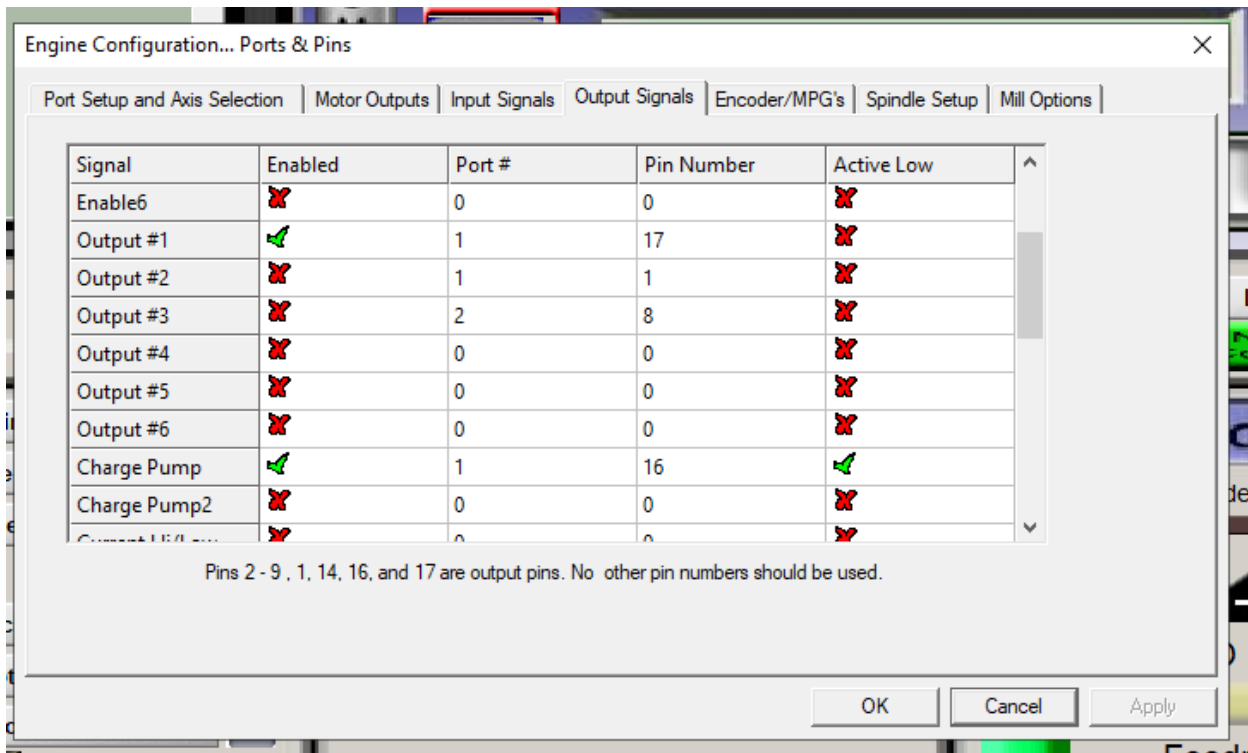 Engine Configuration... Ports & Pins
Port Setup and Axis Selection Motor Outputs Input Signals Output Signals Encoder/MPG's Spindle Setup Mill Options
Signal Enabled Port # Pin Number Active Low
Enable6 0 0
Output #1 1 17
Output #2 1 1
Output #3 2 8
Output #4 0 0
Output #5 0 0
Output #6 0 0
Charge Pump 1 16
Charge Pump2 0 0
Pins 2 - 9 , 1, 14, 16, and 17 are output pins. No other pin numbers should be used.
OK Cancel Apply